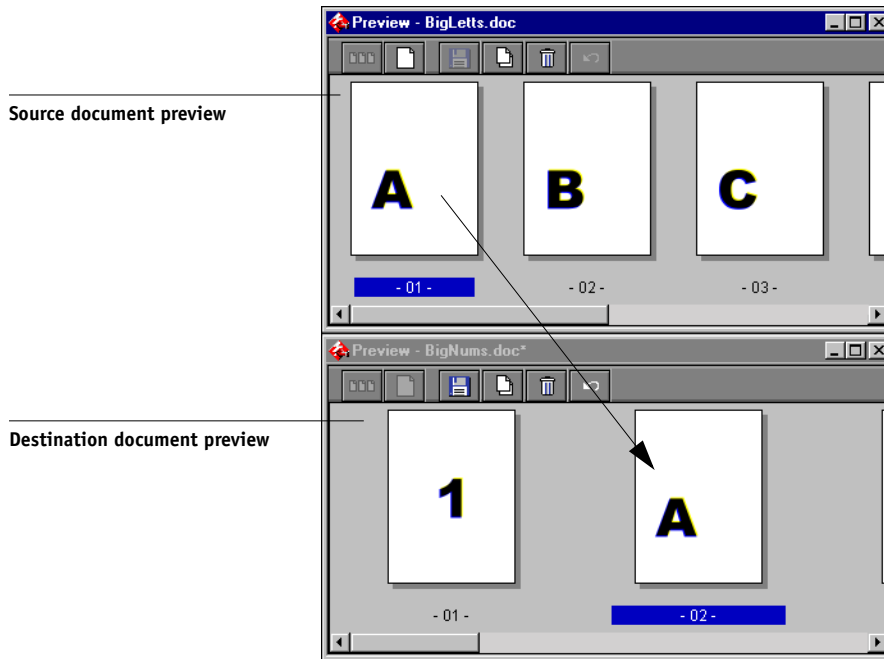 Preview - BigLetts.doc
Source document preview
A
B
C
- 01 -
- 02 -
- 03 -
Preview - BigNums.doc*
Destination document preview
1
A
- 01 -
- 02 -